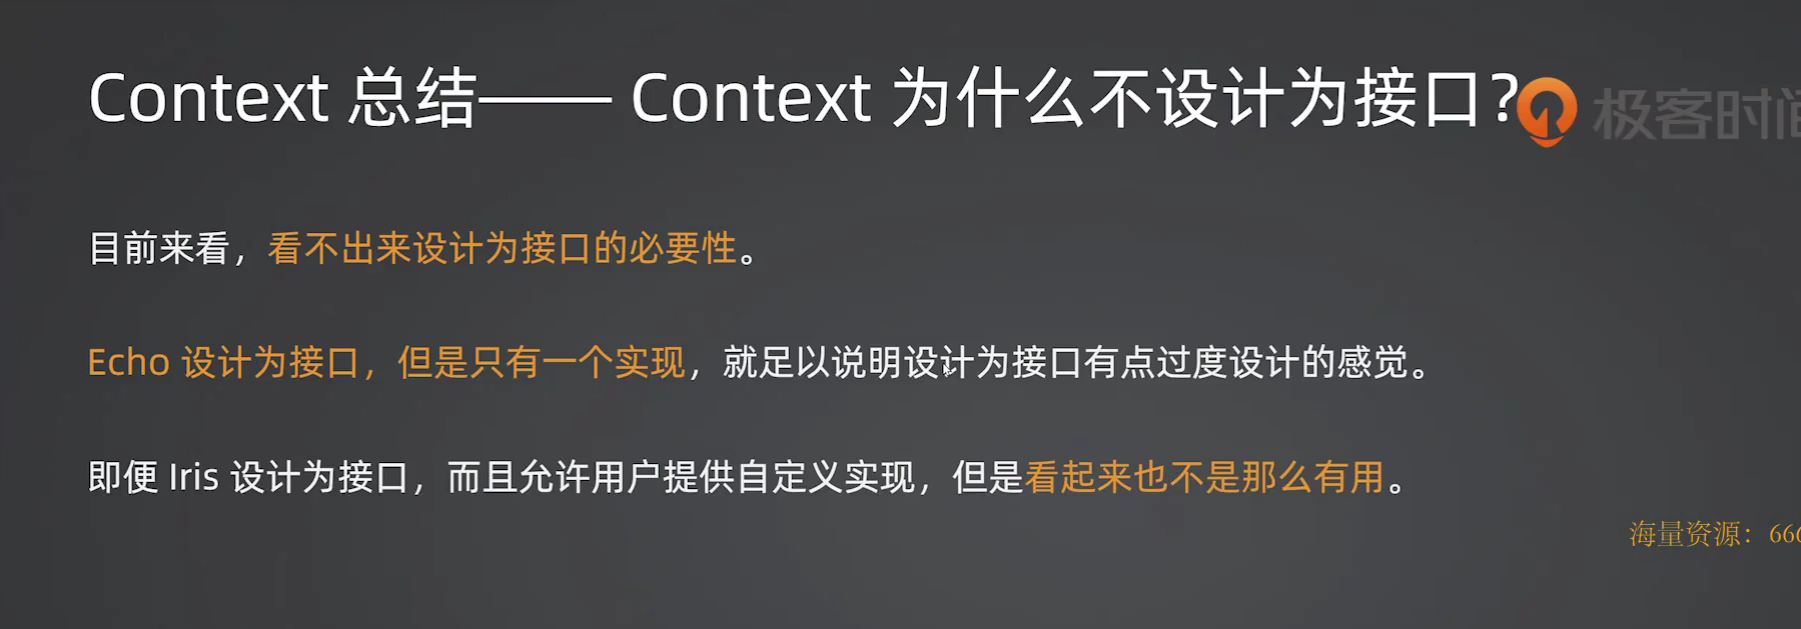 Context 总结—— Context 为什么不设计为接口?
极客时间
目前来看，看不出来设计为接口的必要性。
Echo 设计为接口，但是只有一个实现，就足以说明设计为接口有点过度设计的感觉。
即便 Iris 设计为接口，而且允许用户提供自定义实现，但是看起来也不是那么有用。
海量资源：666